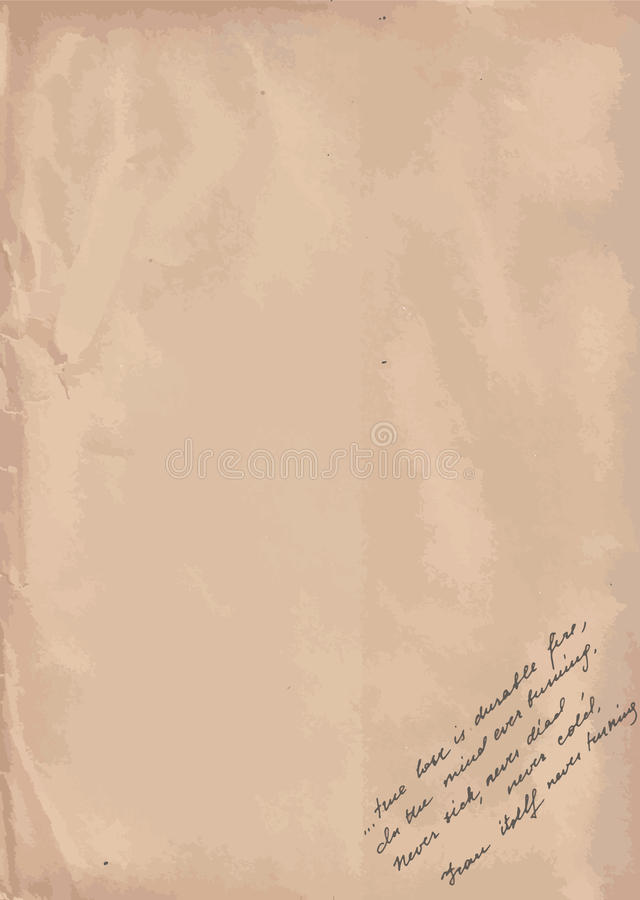 dreamstime.com
"...true love is durable fire,
In the mind ever burning.
Never sick, never dead,
never cold,
From itself never turning